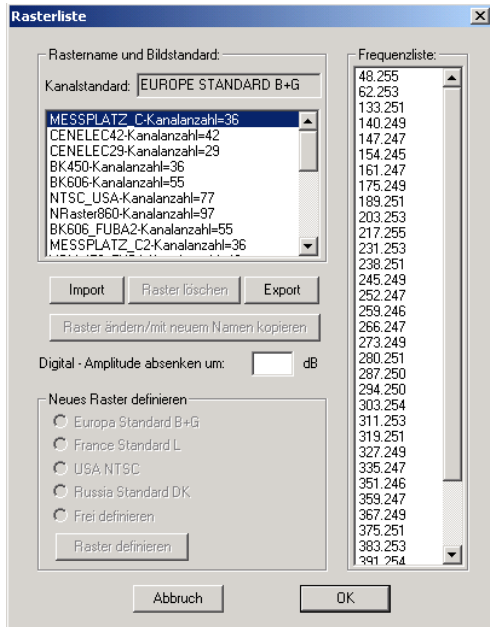 Rasterliste
Rastername und Bildstandard:
Kanalstandard: EUROPE STANDARD B+G
MESSPLATZ_C-Kanalanzahl=36
CENELEC42-Kanalanzahl=42
CENELEC29-Kanalanzahl=29
BK450-Kanalanzahl=36
BK606-Kanalanzahl=55
NTSC_USA-Kanalanzahl=77
NRaster860-Kanalanzahl=97
BK606_FUBA2-Kanalanzahl=55
MESSPLATZ_C2-Kanalanzahl=36
Import
Raster löschen
Export
Raster ändern/mit neuem Namen kopieren
Digital - Amplitude absenken um:
dB
Neues Raster definieren
Europa Standard B+G
France Standard L
USA NTSC
Russia Standard DK
Frei definieren
Raster definieren
Frequenzliste:
48.255
62.253
133.251
140.249
147.247
154.245
161.247
175.249
189.251
203.253
217.255
231.253
238.251
245.249
252.247
259.246
266.247
273.249
280.251
287.250
294.250
303.254
311.253
319.251
327.249
335.247
351.246
359.247
367.249
375.251
383.253
391.254
Abbruch
OK